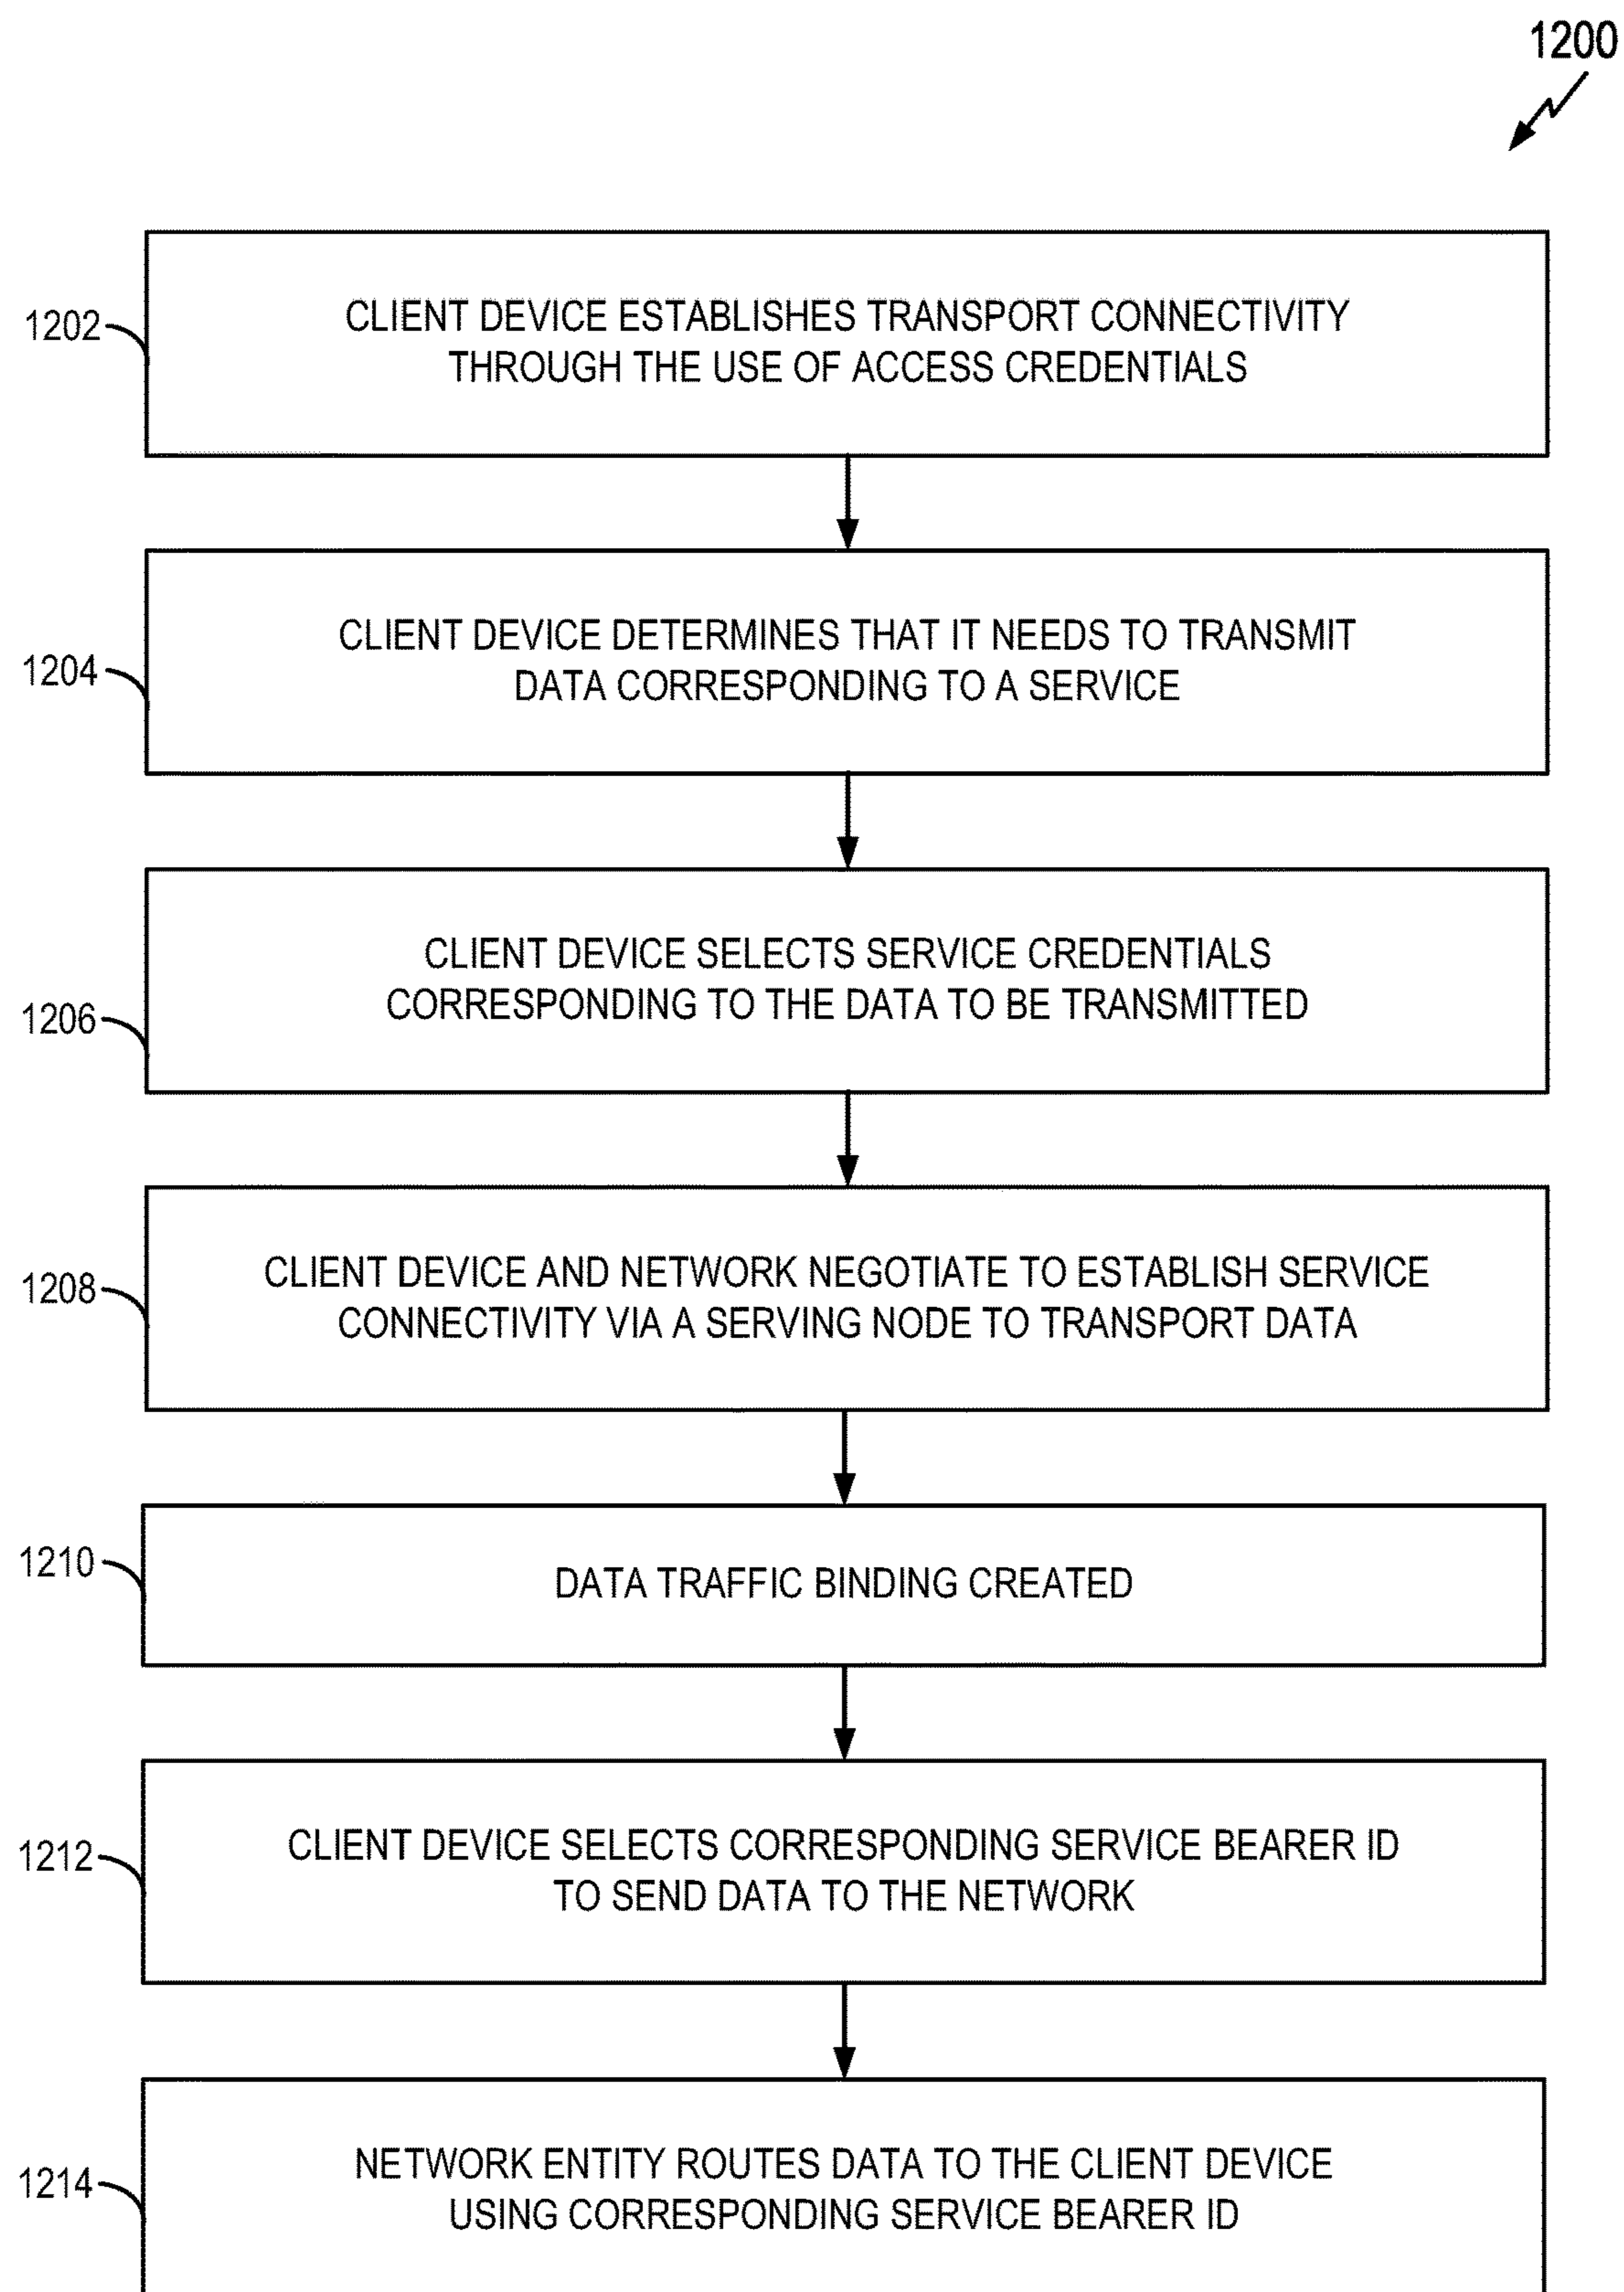 1200
1202
CLIENT DEVICE ESTABLISHES TRANSPORT CONNECTIVITY
THROUGH THE USE OF ACCESS CREDENTIALS
1204
CLIENT DEVICE DETERMINES THAT IT NEEDS TO TRANSMIT
DATA CORRESPONDING TO A SERVICE
1206
CLIENT DEVICE SELECTS SERVICE CREDENTIALS
CORRESPONDING TO THE DATA TO BE TRANSMITTED
1208
CLIENT DEVICE AND NETWORK NEGOTIATE TO ESTABLISH SERVICE
CONNECTIVITY VIA A SERVING NODE TO TRANSPORT DATA
1210
DATA TRAFFIC BINDING CREATED
1212
CLIENT DEVICE SELECTS CORRESPONDING SERVICE BEARER ID
TO SEND DATA TO THE NETWORK
1214
NETWORK ENTITY ROUTES DATA TO THE CLIENT DEVICE
USING CORRESPONDING SERVICE BEARER ID